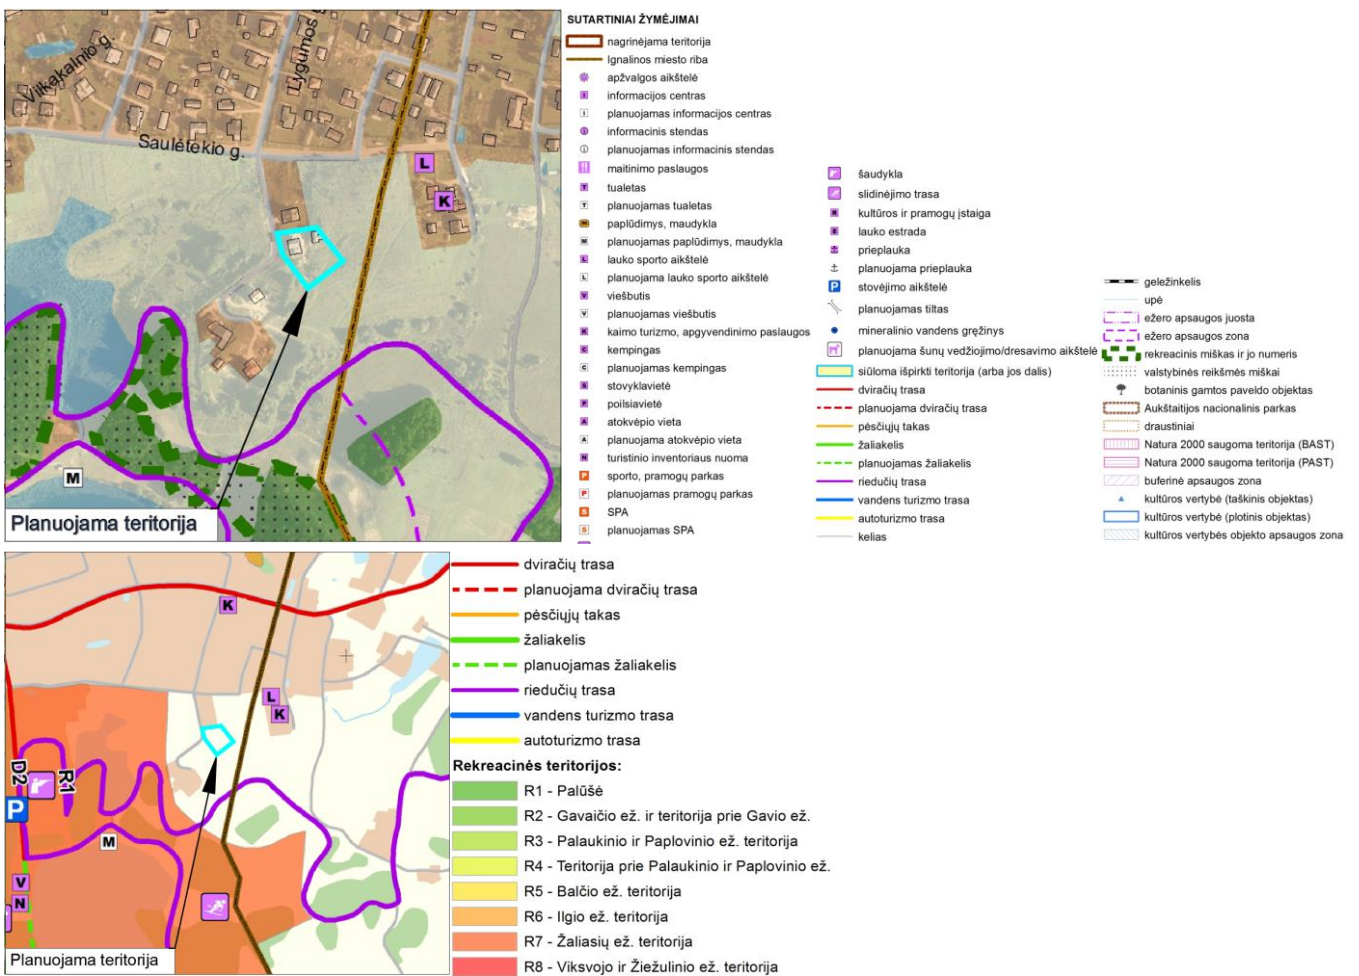 Vilkakalnio g.
Lygumos g.
Saulėtekio g.
L
K
M
Planuojama teritorija
SUTARTINIAI ŽYMĖJIMAI
nagrinėjama teritorija
Ignalinos miesto riba
apžvalgos aikštelė
informacijos centras
planuojamas informacijos centras
informacinis stendas
planuojamas informacinis stendas
maitinimo paslaugos
tualetas
planuojamas tualetas
paplūdimys, maudykla
planuojamas paplūdimys, maudykla
lauko sporto aikštelė
planuojama lauko sporto aikštelė
viešbutis
planuojamas viešbutis
kaimo turizmo, apgyvendinimo paslaugos
kempingas
planuojamas kempingas
stovyklavietė
poilsiavietė
atokvėpio vieta
planuojama atokvėpio vieta
turistinio inventoriaus nuoma
sporto, pramogų parkas
planuojamas pramogų parkas
SPA
planuojamas SPA
šaudykla
slidinėjimo trasa
kultūros ir pramogų įstaiga
lauko estrada
prieplauka
planuojama prieplauka
P stovėjimo aikštelė
planuojamas tiltas
mineralinio vandens gręžinys
planuojama šunų vedžiojimo/dresavimo aikštelė
siūloma išpirkti teritorija (arba jos dalis)
dviračių trasa
planuojama dviračių trasa
pėsčiųjų takas
žaliakelis
planuojamas žaliakelis
riedučių trasa
vandens turizmo trasa
autoturizmo trasa
kelias
geležinkelis
upė
ežero apsaugos juosta
ežero apsaugos zona
rekreacinis miškas ir jo numeris
valstybinės reikšmės miškai
botaninis gamtos paveldo objektas
Aukštaitijos nacionalinis parkas
draustiniai
Natura 2000 saugoma teritorija (BAST)
Natura 2000 saugoma teritorija (PAST)
buferinė apsaugos zona
kultūros vertybė (taškinis objektas)
kultūros vertybė (plotinis objektas)
kultūros vertybės objekto apsaugos zona
K
L
K
D2
R1
P
M
V
N
Planuojama teritorija
dviračių trasa
planuojama dviračių trasa
pėsčiųjų takas
žaliakelis
planuojamas žaliakelis
riedučių trasa
vandens turizmo trasa
autoturizmo trasa
Rekreacinės teritorijos:
R1 - Palūšė
R2 - Gavaičio ež. ir teritorija prie Gavio ež.
R3 - Palaukinio ir Paplovinio ež. teritorija
R4 - Teritorija prie Palaukinio ir Paplovinio ež.
R5 - Balčio ež. teritorija
R6 - Ilgio ež. teritorija
R7 - Žaliasių ež. teritorija
R8 - Viksvojo ir Žiežulinio ež. teritorija